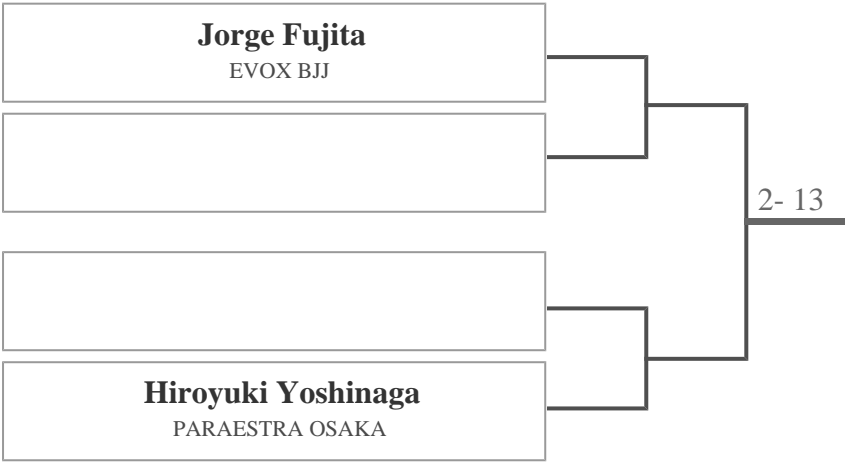 Jorge Fujita
EVOX BJJ
2- 13
Hiroyuki Yoshinaga
PARAESTRA OSAKA